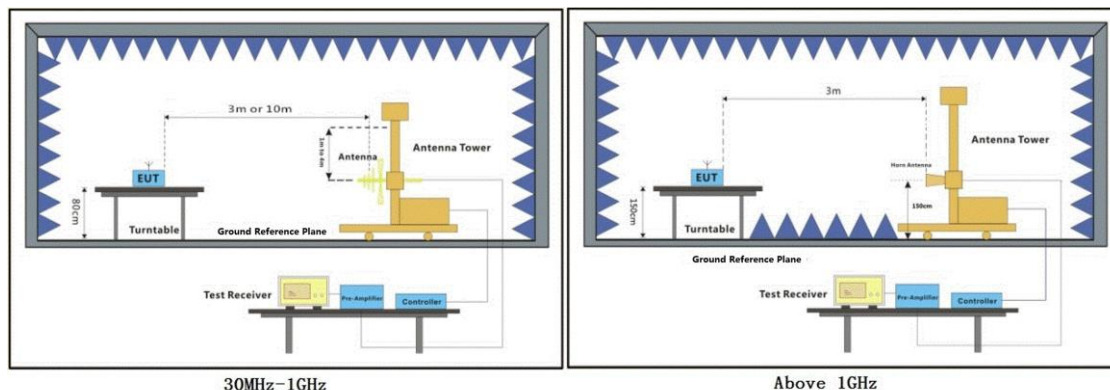 3m or 10m
1m to 4m
Antenna
Antenna Tower
EUT
80cm
Turntable
Ground Reference Plane
Test Receiver
Pre-Amplifier
Controller
30MHz-1GHz
3m
Horn Antenna
Antenna Tower
EUT
150cm
150cm
Turntable
Ground Reference Plane
Test Receiver
Pre-Amplifier
Controller
Above 1GHz